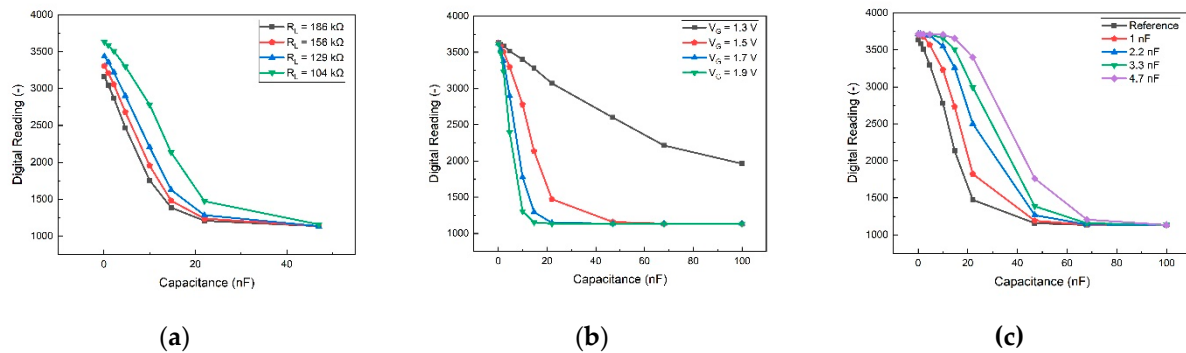 4000
3500
3000
2500
2000
1500
1000
Digital Reading (-)
0
20
40
Capacitance (nF)
R_L = 186 kΩ
R_L = 156 kΩ
R_L = 129 kΩ
R_L = 104 kΩ
(a)
4000
3500
3000
2500
2000
1500
1000
Digital Reading (-)
0
20
40
60
80
100
Capacitance (nF)
V_G = 1.3 V
V_G = 1.5 V
V_G = 1.7 V
V_G = 1.9 V
(b)
4000
3500
3000
2500
2000
1500
1000
Digital Reading (-)
0
20
40
60
80
100
Capacitance (nF)
Reference
1 nF
2.2 nF
3.3 nF
4.7 nF
(c)